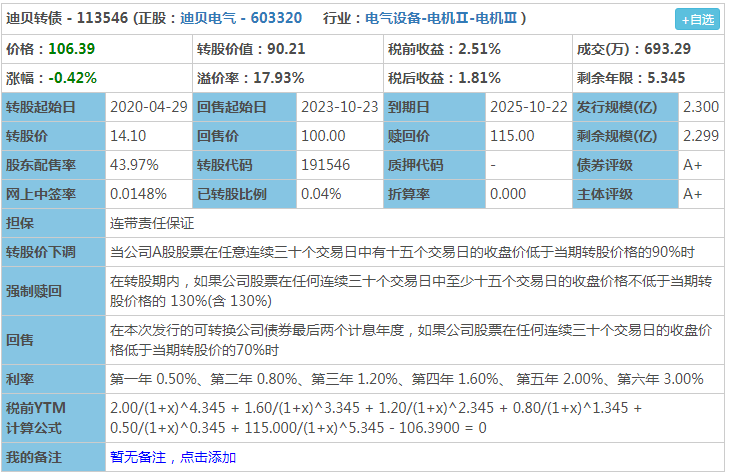 迪贝转债 - 113546 (正股：迪贝电气 - 603320 行业：电气设备-电机Ⅱ-电机Ⅲ ) +自选
价格：106.39 转股价值：90.21 税前收益：2.51% 成交(万)：693.29
涨幅：-0.42% 溢价率：17.93% 税后收益：1.81% 剩余年限：5.345
转股起始日 2020-04-29 回售起始日 2023-10-23 到期日 2025-10-22 发行规模(亿) 2.300
转股价 14.10 回售价 100.00 赎回价 115.00 剩余规模(亿) 2.299
股东配售率 43.97% 转股代码 191546 质押代码 - 债券评级 A+
网上中签率 0.0148% 已转股比例 0.04% 折算率 0.000 主体评级 A+
担保 连带责任保证
转股价下调 当公司A股股票在任意连续三十个交易日中有十五个交易日的收盘价低于当期转股价格的90%时
强制赎回 在转股期内，如果公司股票在任何连续三十个交易日中至少十五个交易日的收盘价格不低于当期转
股价格的 130%(含 130%)
回售 在本次发行的可转换公司债券最后两个计息年度，如果公司股票在任何连续三十个交易日的收盘价
格低于当期转股价的70%时
利率 第一年 0.50%、第二年 0.80%、第三年 1.20%、第四年 1.60%、 第五年 2.00%、第六年 3.00%
税前YTM 2.00/(1+x)^4.345 + 1.60/(1+x)^3.345 + 1.20/(1+x)^2.345 + 0.80/(1+x)^1.345 +
计算公式 0.50/(1+x)^0.345 + 115.000/(1+x)^5.345 - 106.3900 = 0
我的备注 暂无备注，点击添加